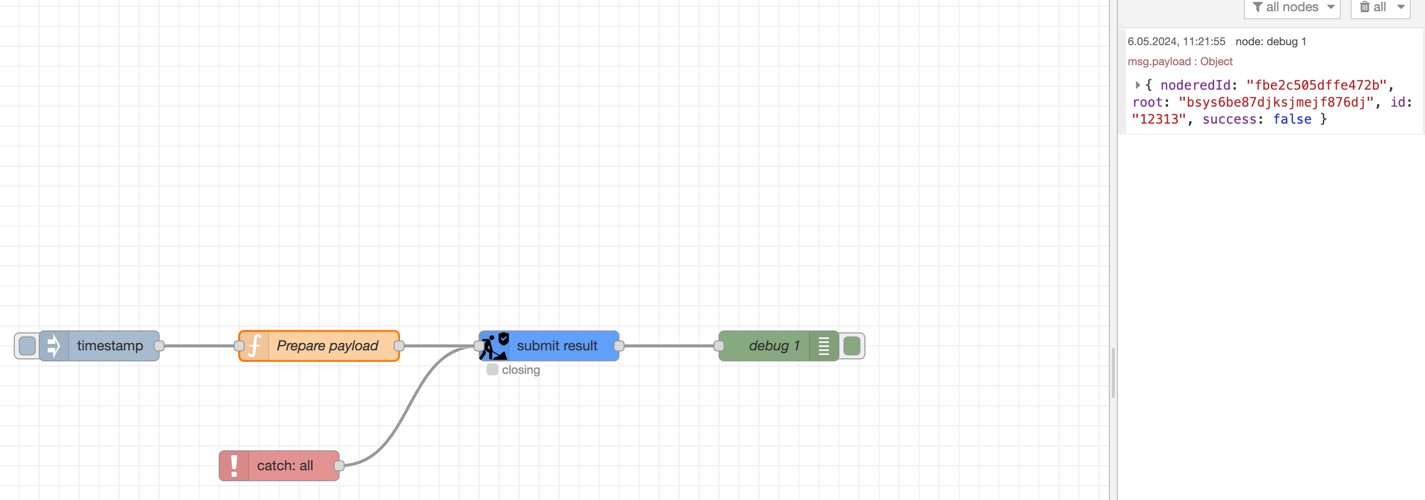 all nodes
all
6.05.2024, 11:21:55 node: debug 1
msg.payload : Object
{ noderedId: "fbe2c505dffe472b",
root: "bsys6be87djksjmejf876dj", id:
"12313", success: false }
timestamp
Prepare payload
submit result
debug 1
closing
catch: all